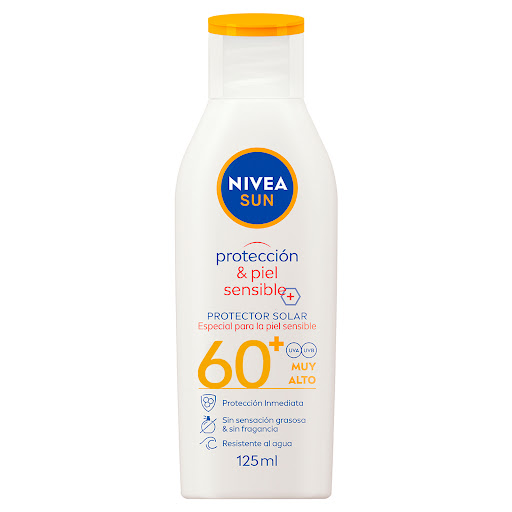 NIVEA
SUN
protección
& piel
sensible
PROTECTOR SOLAR
Especial para la piel sensible
60+
UVA UVB
MUY
ALTO
Protección Inmediata
Sin sensación grasosa
& sin fragancia
Resistente al agua
125ml